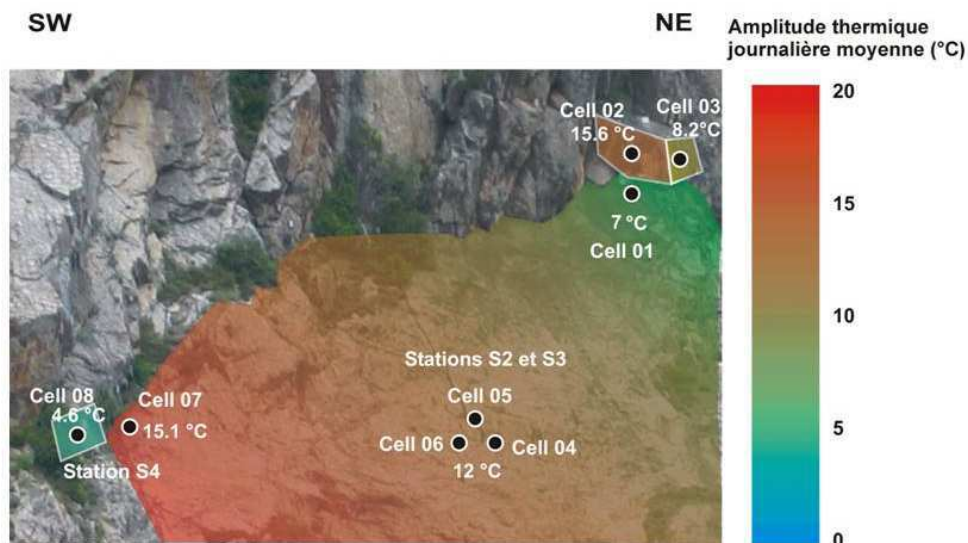 SW
NE
Amplitude thermique
journalière moyenne (°C)
Cell 02
15.6 °C
Cell 03
8.2°C
7 °C
Cell 01
Stations S2 et S3
Cell 05
Cell 06
Cell 04
12 °C
Cell 08
4.6 °C
Cell 07
15.1 °C
Station S4
20
15
10
5
0